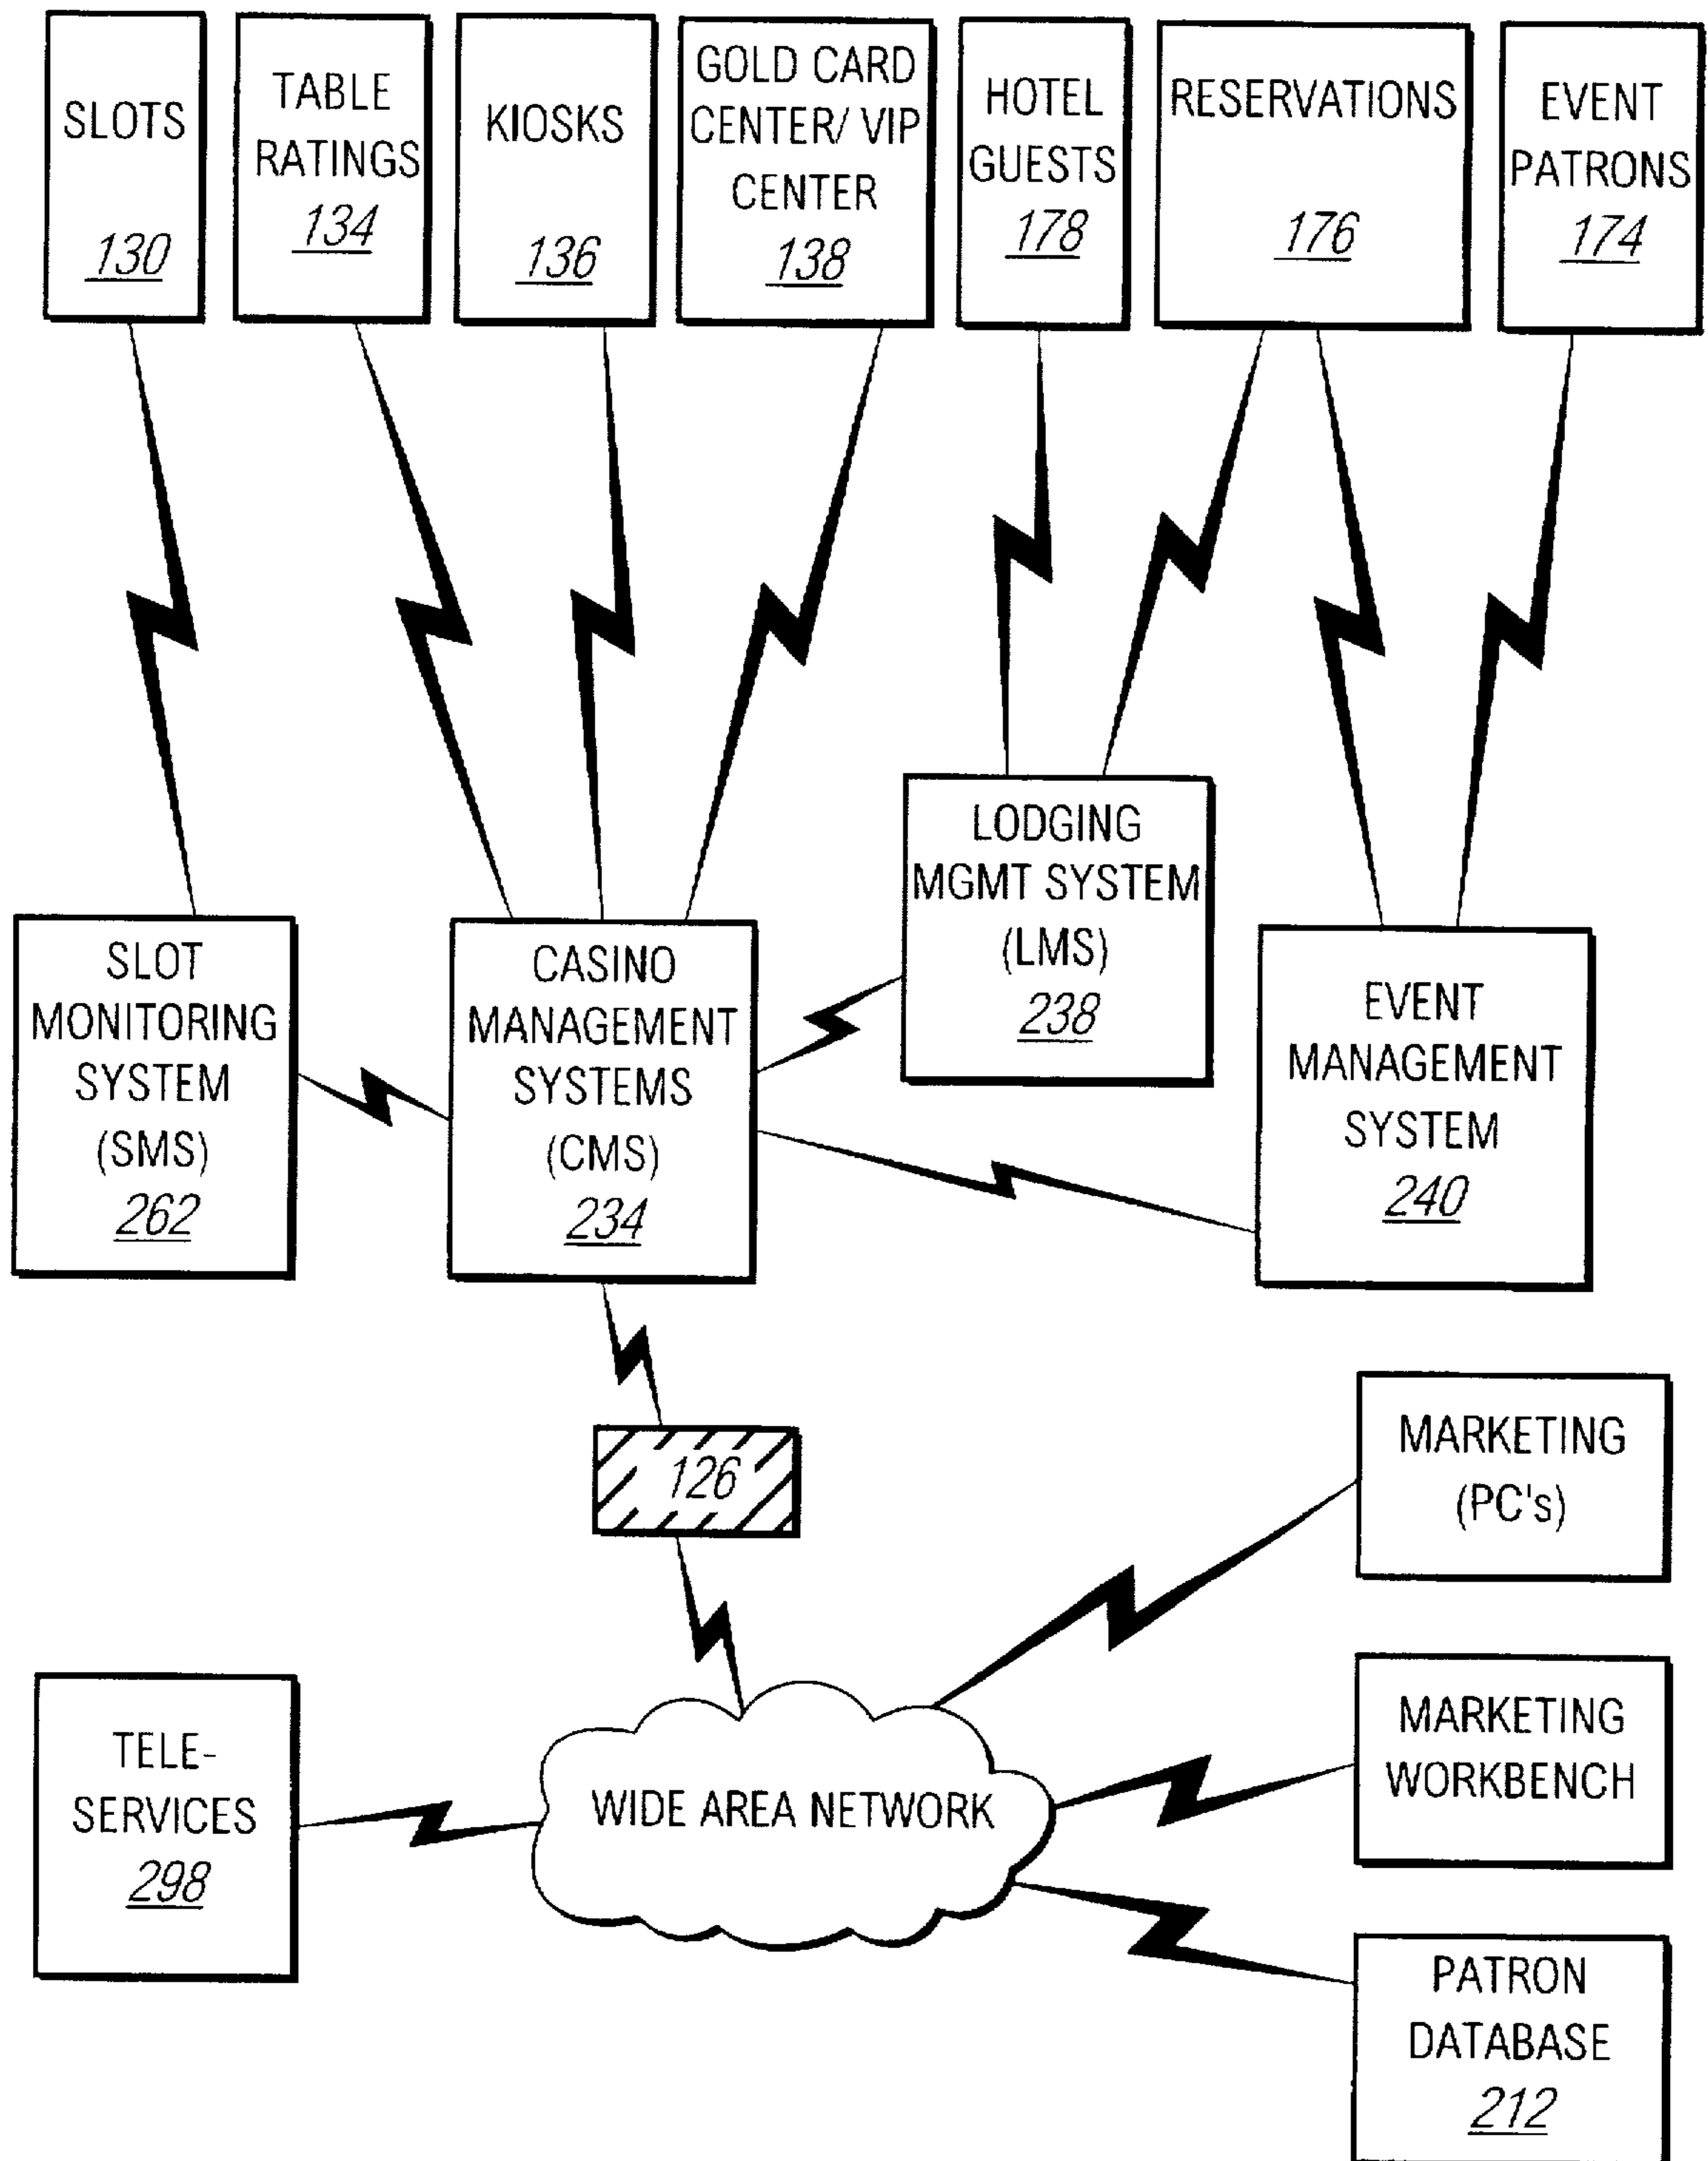 SLOTS
130
TABLE
RATINGS
134
KIOSKS
136
GOLD CARD
CENTER/ VIP
CENTER
138
HOTEL
GUESTS
178
RESERVATIONS
176
EVENT
PATRONS
174
SLOT
MONITORING
SYSTEM
(SMS)
262
CASINO
MANAGEMENT
SYSTEMS
(CMS)
234
LODGING
MGMT SYSTEM
(LMS)
238
EVENT
MANAGEMENT
SYSTEM
240
126
MARKETING
(PC's)
TELE-
SERVICES
298
WIDE AREA NETWORK
MARKETING
WORKBENCH
PATRON
DATABASE
212